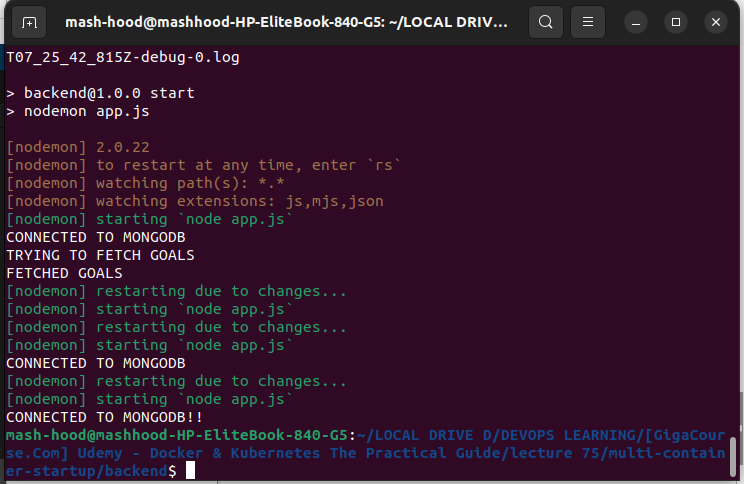 mash-hood@mashhood-HP-EliteBook-840-G5: ~/LOCAL DRIV...
T07_25_42_815Z-debug-0.log
> backend@1.0.0 start
> nodemon app.js
[nodemon] 2.0.22
[nodemon] to restart at any time, enter `rs`
[nodemon] watching path(s): *.*
[nodemon] watching extensions: js,mjs,json
[nodemon] starting `node app.js`
CONNECTED TO MONGODB
TRYING TO FETCH GOALS
FETCHED GOALS
[nodemon] restarting due to changes...
[nodemon] starting `node app.js`
[nodemon] restarting due to changes...
[nodemon] starting `node app.js`
CONNECTED TO MONGODB
[nodemon] restarting due to changes...
[nodemon] starting `node app.js`
CONNECTED TO MONGODB!!
mash-hood@mashhood-HP-EliteBook-840-G5:~/LOCAL DRIVE D/DEVOPS LEARNING/[GigaCour
se.Com] Udemy - Docker & Kubernetes The Practical Guide/lecture 75/multi-contain
er-startup/backend$